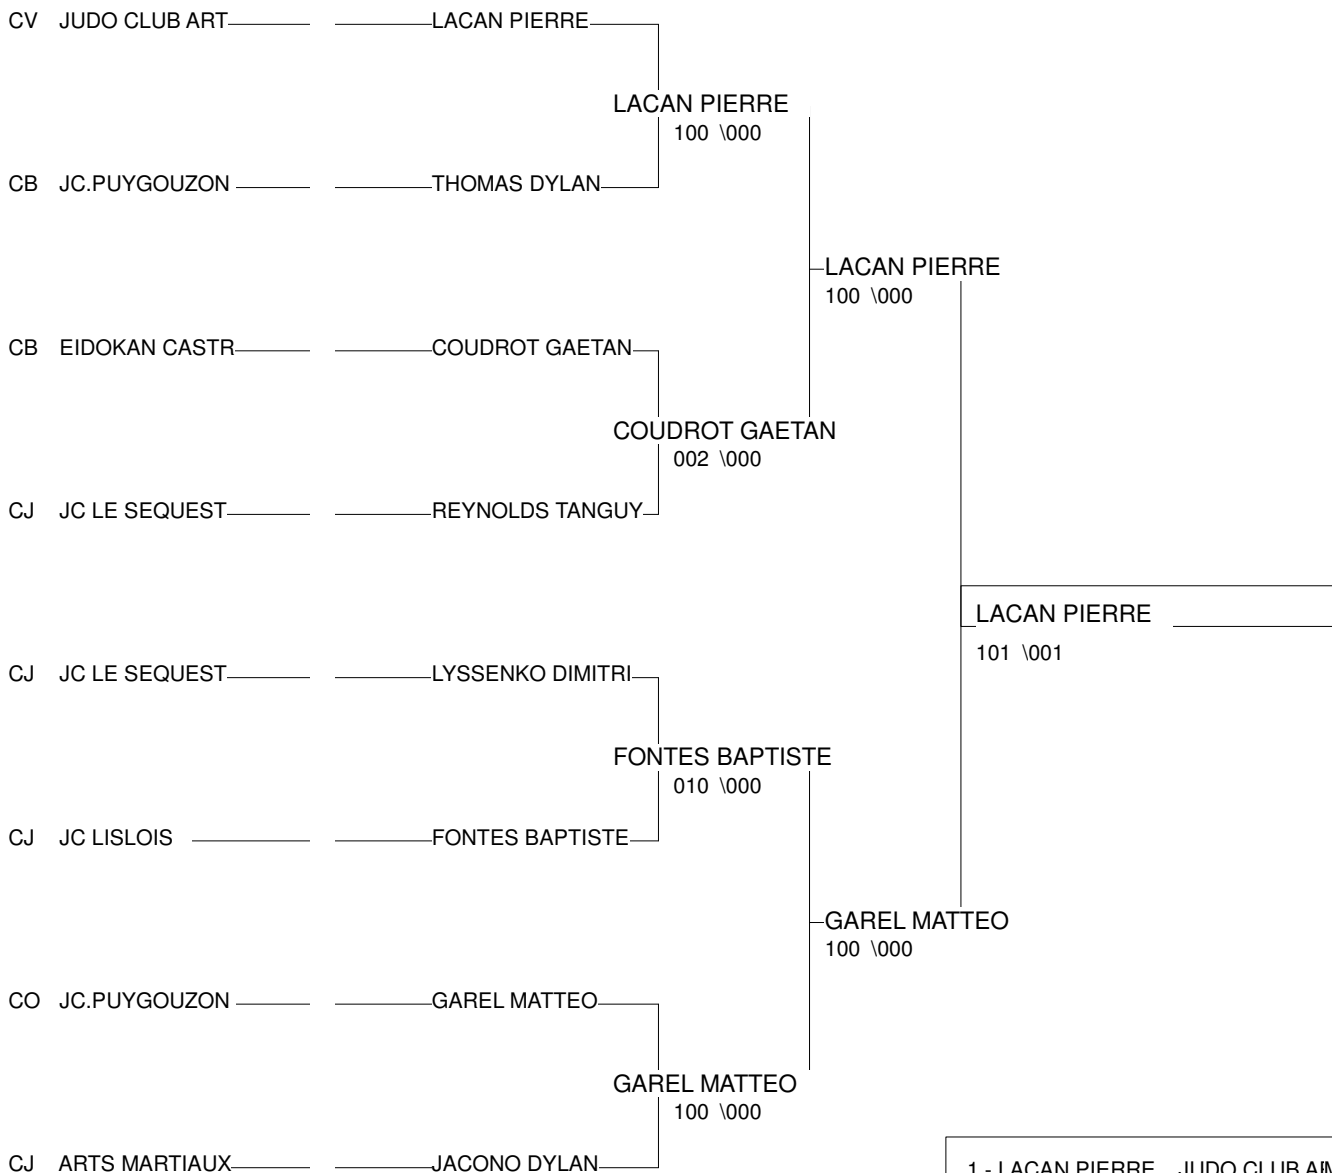 CV JUDO CLUB ART LACAN PIERRE
LACAN PIERRE
100 \000
CB JC.PUYGOUZON THOMAS DYLAN
LACAN PIERRE
100 \000
CB EIDOKAN CASTR COUDROT GAETAN
COUDROT GAETAN
002 \000
CJ JC LE SEQUEST REYNOLDS TANGUY
LACAN PIERRE
101 \001
CJ JC LE SEQUEST LYSSENKO DIMITRI
FONTES BAPTISTE
010 \000
CJ JC LISLOIS FONTES BAPTISTE
GAREL MATTEO
100 \000
CO JC.PUYGOUZON GAREL MATTEO
GAREL MATTEO
100 \000
CJ ARTS MARTIAUX JACONO DYLAN
1 - LACAN PIERRE JUDO CLUB